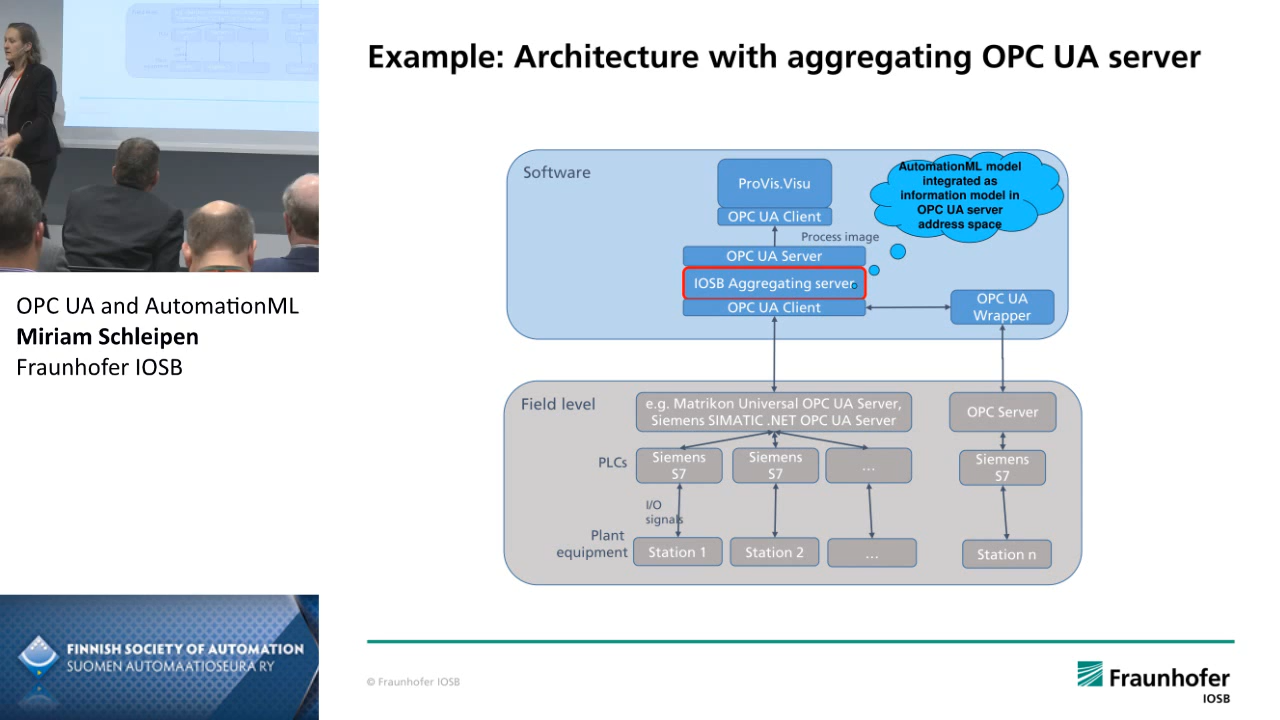 Example: Architecture with aggregating OPC UA server
Software
ProVis.Visu
OPC UA Client
Process image
OPC UA Server
IOSB Aggregating server
OPC UA Client
OPC UA
Wrapper
AutomationML model
integrated as
information model in
OPC UA server
address space
Field level
e.g. Matrikon Universal OPC UA Server,
Siemens SIMATIC .NET OPC UA Server
OPC Server
PLCs
Siemens
S7
Siemens
S7
...
Siemens
S7
I/O
signals
Plant
equipment
Station 1
Station 2
...
Station n
OPC UA and AutomationML
Miriam Schleipen
Fraunhofer IOSB
FINNISH SOCIETY OF AUTOMATION
SUOMEN AUTOMAATIOSEURA RY
© Fraunhofer IOSB
Fraunhofer
IOSB